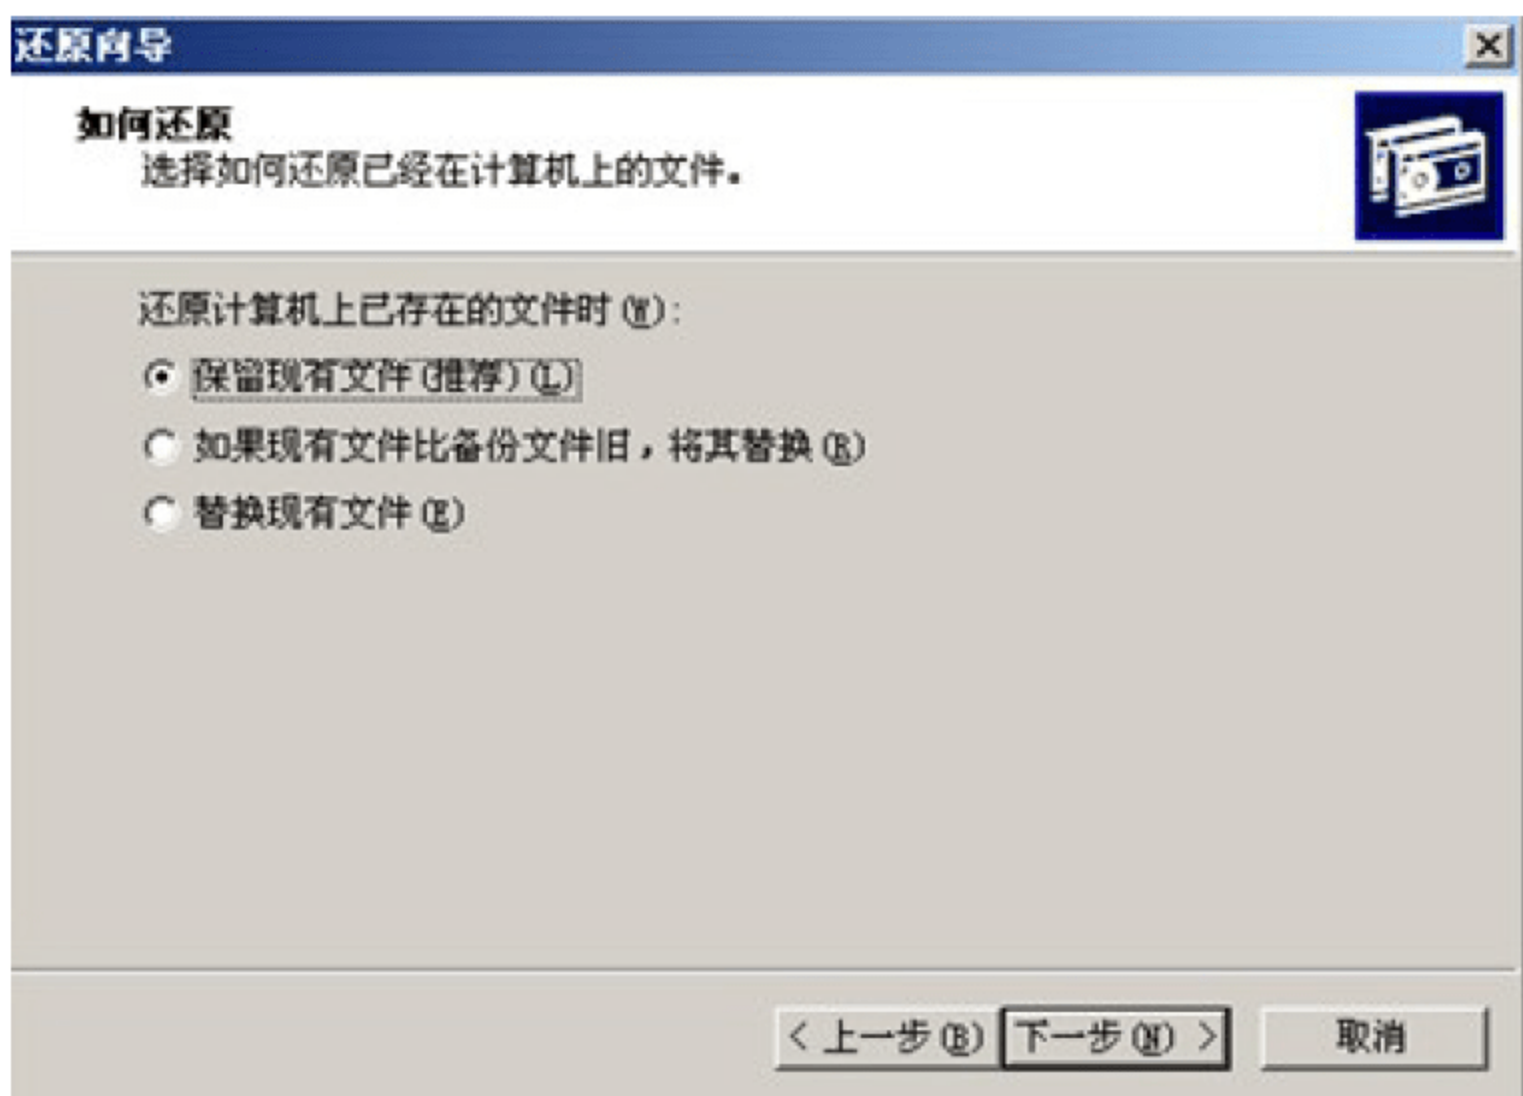 还原向导
如何还原
选择如何还原已经在计算机上的文件。
还原计算机上已存在的文件时(W):
保留现有文件(推荐)(L)
如果现有文件比备份文件旧，将其替换(R)
替换现有文件(E)
< 上一步(B)
下一步(N) >
取消